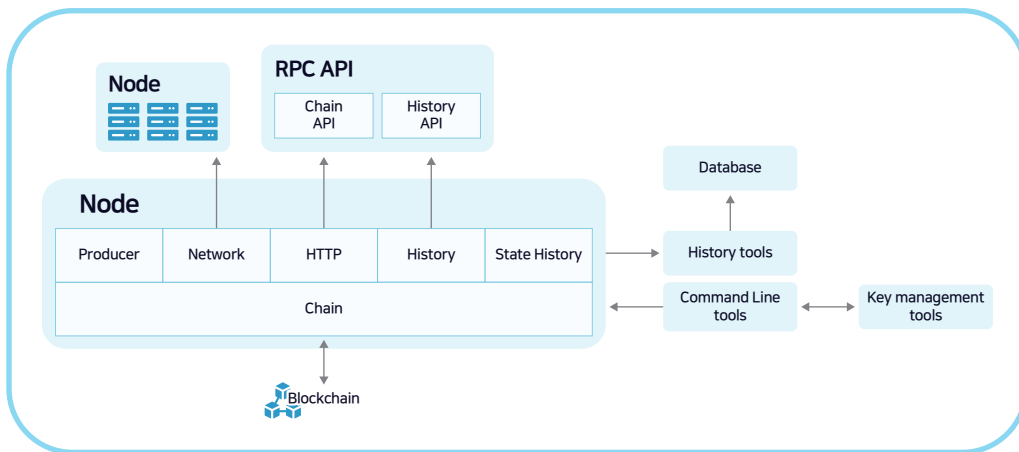 Node
RPC API
Chain
API
History
API
Node
Producer
Network
HTTP
History
State History
Chain
Blockchain
Database
History tools
Command Line
tools
Key management
tools